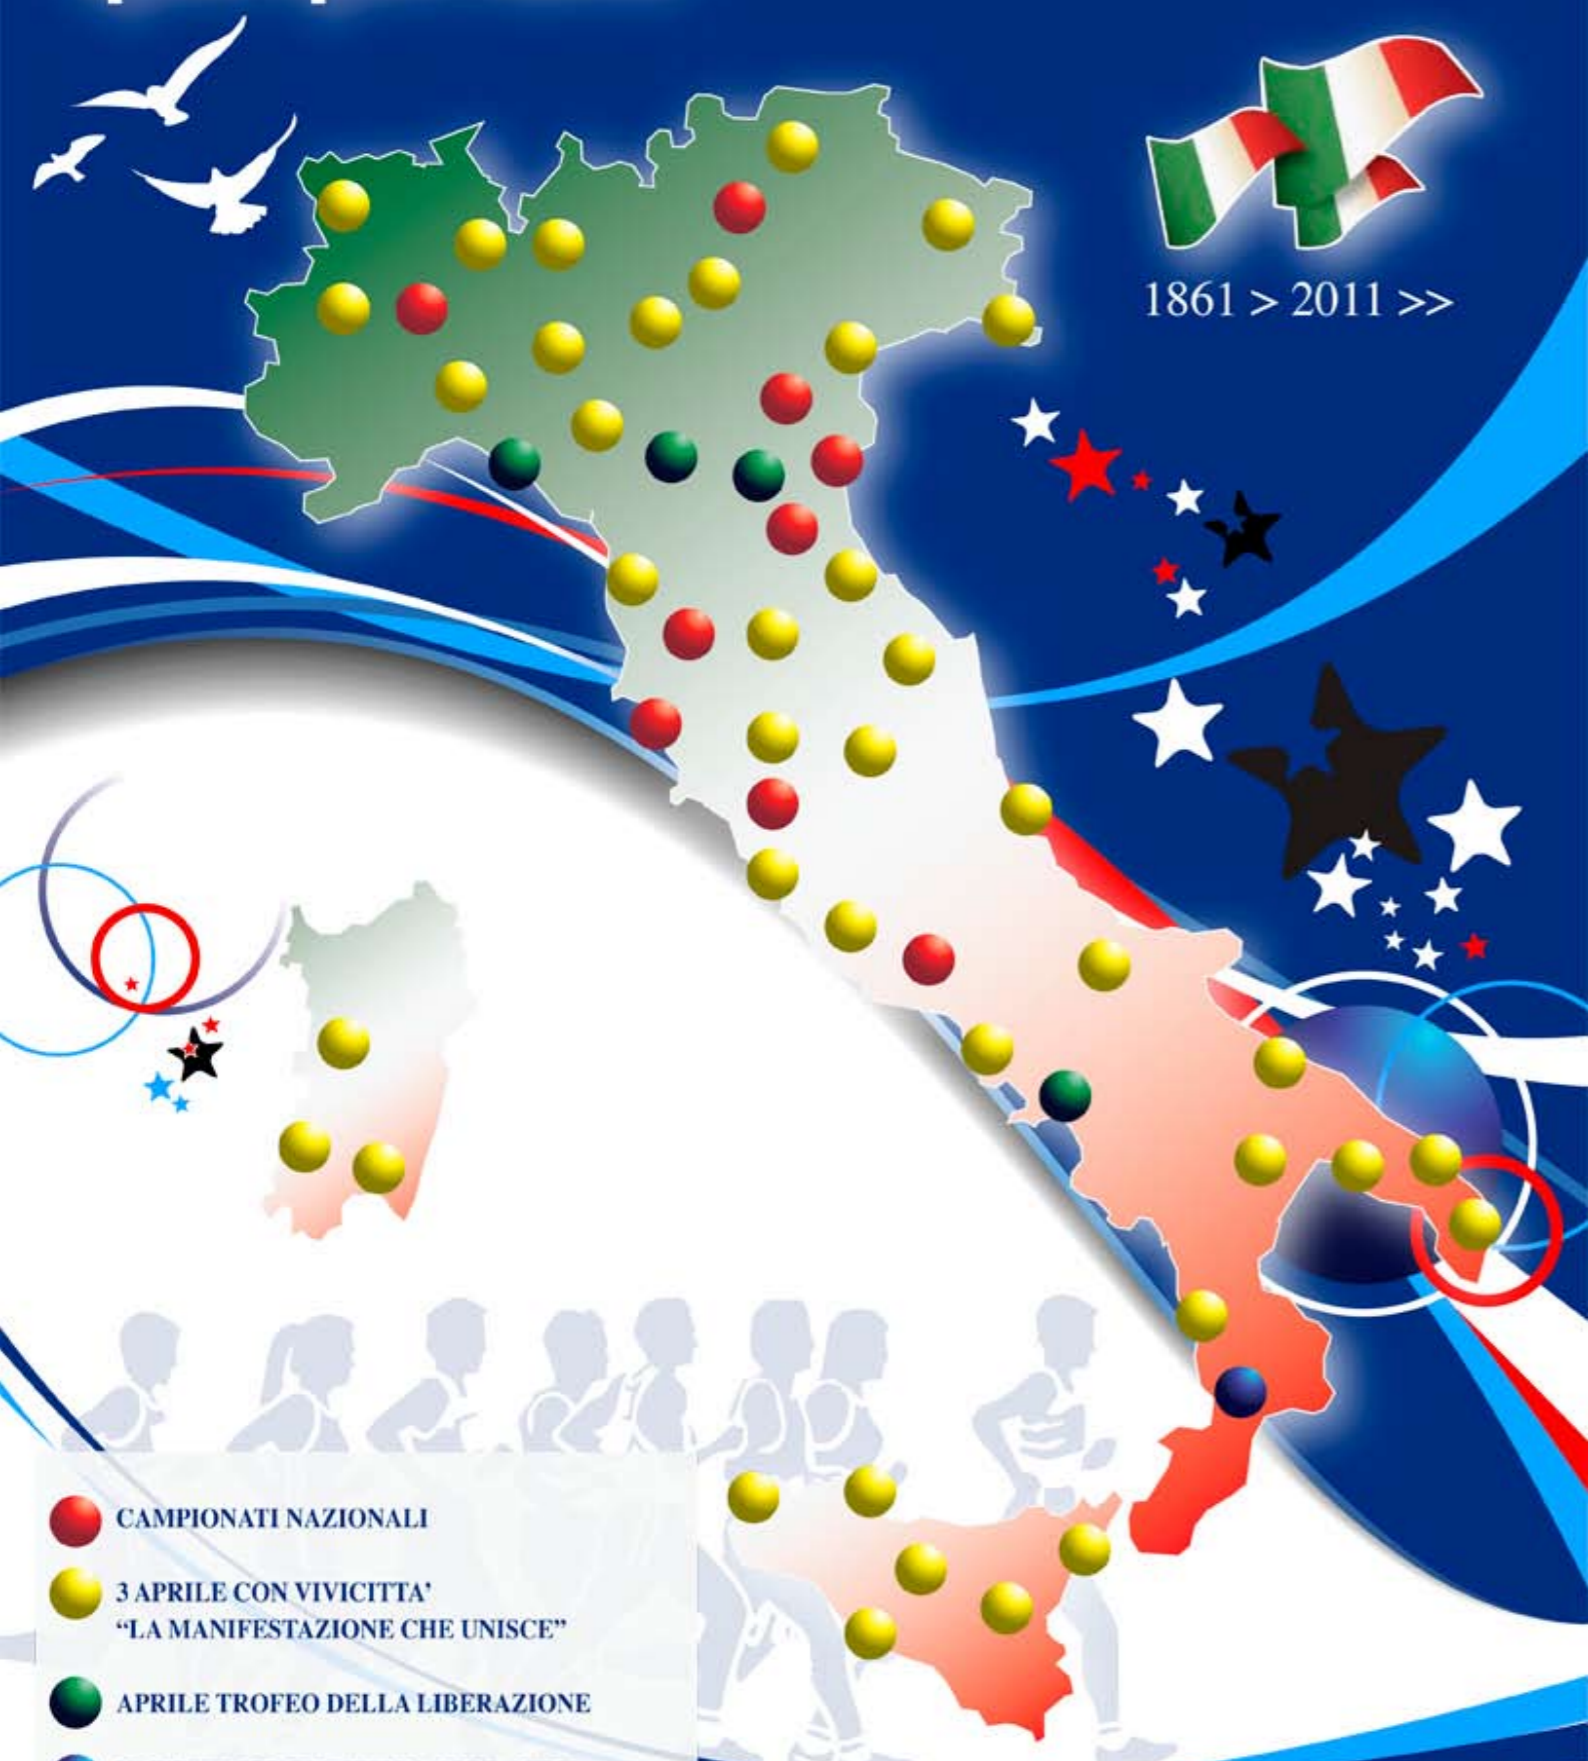 1861 > 2011 >>
CAMPIONATI NAZIONALI
3 APRILE CON VIVICITTA’
“LA MANIFESTAZIONE CHE UNISCE”
APRILE TROFEO DELLA LIBERAZIONE